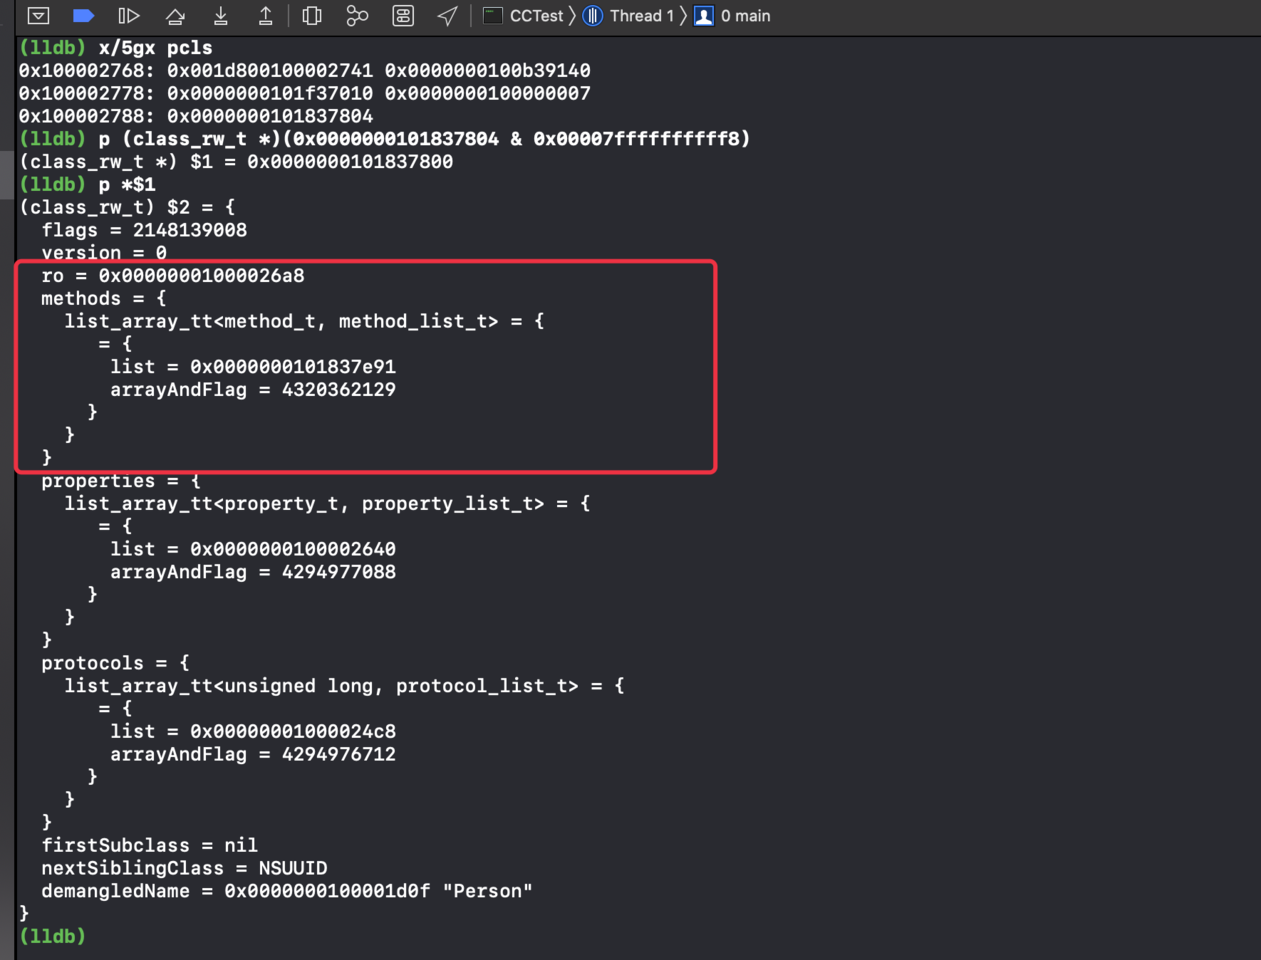 CCTest 〉 Thread 1 〉 0 main
(lldb) x/5gx pcls
0x100002768: 0x001d800100002741 0x0000000100b39140
0x100002778: 0x0000000101f37010 0x0000000100000007
0x100002788: 0x0000000101837804
(lldb) p (class_rw_t *)(0x0000000101837804 & 0x00007ffffffffff8)
(class_rw_t *) $1 = 0x0000000101837800
(lldb) p *$1
(class_rw_t) $2 = {
  flags = 2148139008
  version = 0
  ro = 0x00000001000026a8
  methods = {
    list_array_tt<method_t, method_list_t> = {
       = {
        list = 0x0000000101837e91
        arrayAndFlag = 4320362129
      }
    }
  }
  properties = {
    list_array_tt<property_t, property_list_t> = {
       = {
        list = 0x0000000100002640
        arrayAndFlag = 4294977088
      }
    }
  }
  protocols = {
    list_array_tt<unsigned long, protocol_list_t> = {
       = {
        list = 0x00000001000024c8
        arrayAndFlag = 4294976712
      }
    }
  }
  firstSubclass = nil
  nextSiblingClass = NSUUID
  demangledName = 0x0000000100001d0f "Person"
}
(lldb)